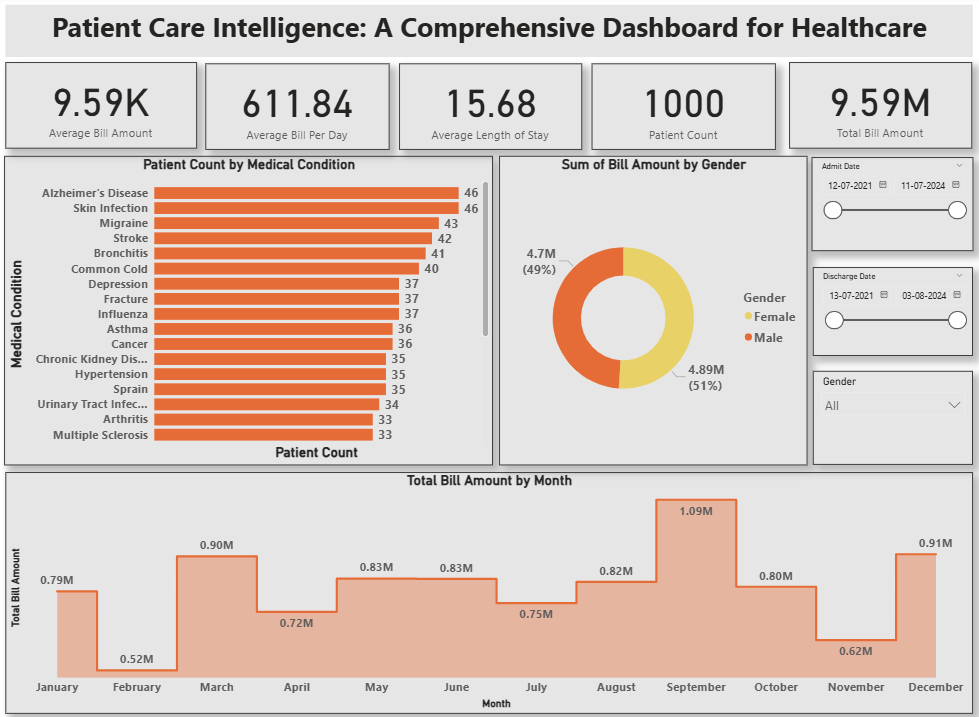 Patient Care Intelligence: A Comprehensive Dashboard for Healthcare
9.59K
Average Bill Amount
611.84
Average Bill Per Day
15.68
Average Length of Stay
1000
Patient Count
9.59M
Total Bill Amount
Patient Count by Medical Condition
Medical Condition
Alzheimer's Disease 46
Skin Infection 46
Migraine 43
Stroke 42
Bronchitis 41
Common Cold 40
Depression 37
Fracture 37
Influenza 37
Asthma 36
Cancer 36
Chronic Kidney Dis... 35
Hypertension 35
Sprain 35
Urinary Tract Infec... 34
Arthritis 33
Multiple Sclerosis 33
Patient Count
Sum of Bill Amount by Gender
4.7M
(49%)
4.89M
(51%)
Gender
Female
Male
Admit Date
12-07-2021 11-07-2024
Discharge Date
13-07-2021 03-08-2024
Gender
All
Total Bill Amount by Month
Total Bill Amount
0.79M
0.52M
0.90M
0.72M
0.83M
0.83M
0.75M
0.82M
1.09M
0.80M
0.62M
0.91M
January February March April May June July August September October November December
Month